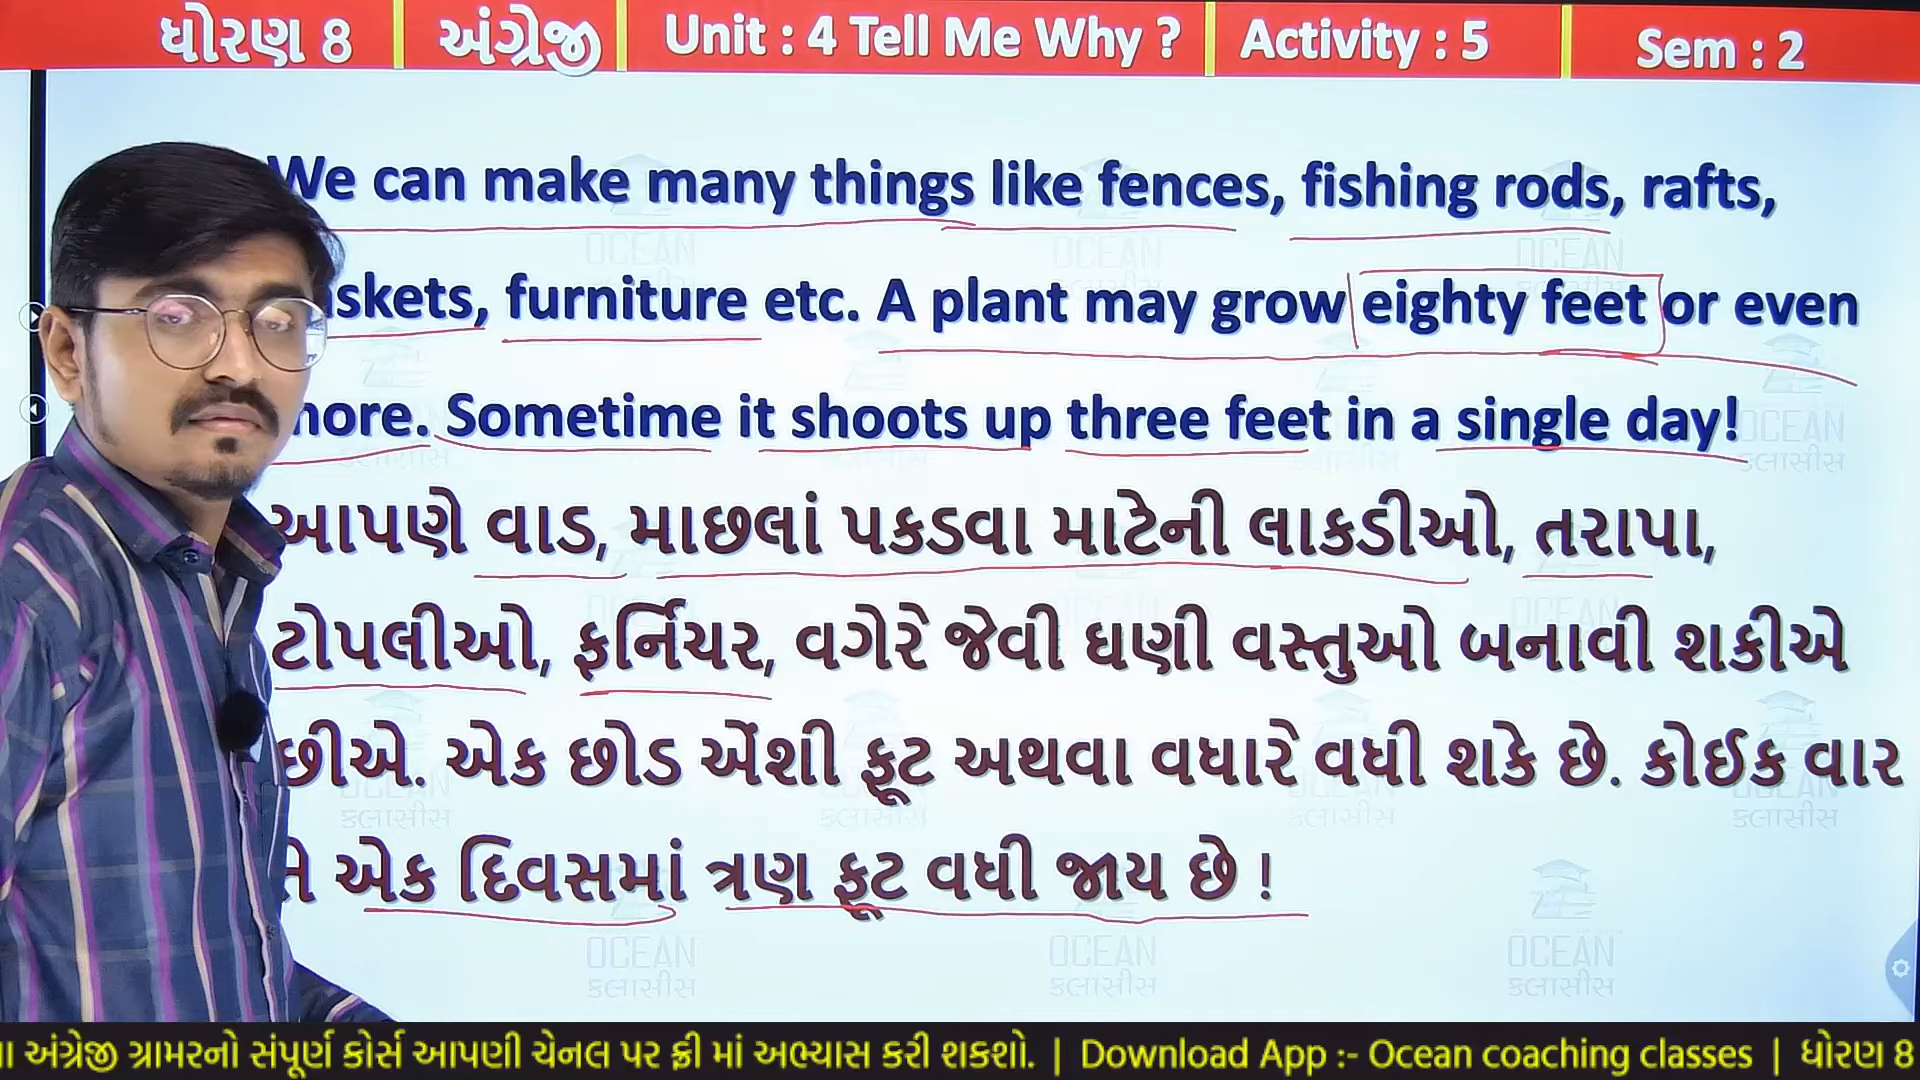 ધોરણ 8 અંગ્રેજી Unit : 4 Tell Me Why ? Activity : 5 Sem : 2
We can make many things like fences, fishing rods, rafts,
furniture etc. A plant may grow eighty feet or even
Sometime it shoots up three feet in a single day!
આપણે વાડ, માછલાં પકડવા માટેની લાકડીઓ, તરાપા,
ટોપલીઓ, ફર્નિચર, વગેરે જેવી ઘણી વસ્તુઓ બનાવી શકીએ
છીએ. એક છોડ એંશી ફૂટ અથવા વધારે વધી શકે છે. કોઈક વાર
એક દિવસમાં ત્રણ ફૂટ વધી જાય છે !
OCEAN
ક્લાસીસ
અંગ્રેજી ગ્રામરનો સંપૂર્ણ કોર્સ આપણી ચેનલ પર ફ્રી માં અભ્યાસ કરી શકશો. | Download App :- Ocean coaching classes | ધોરણ 8